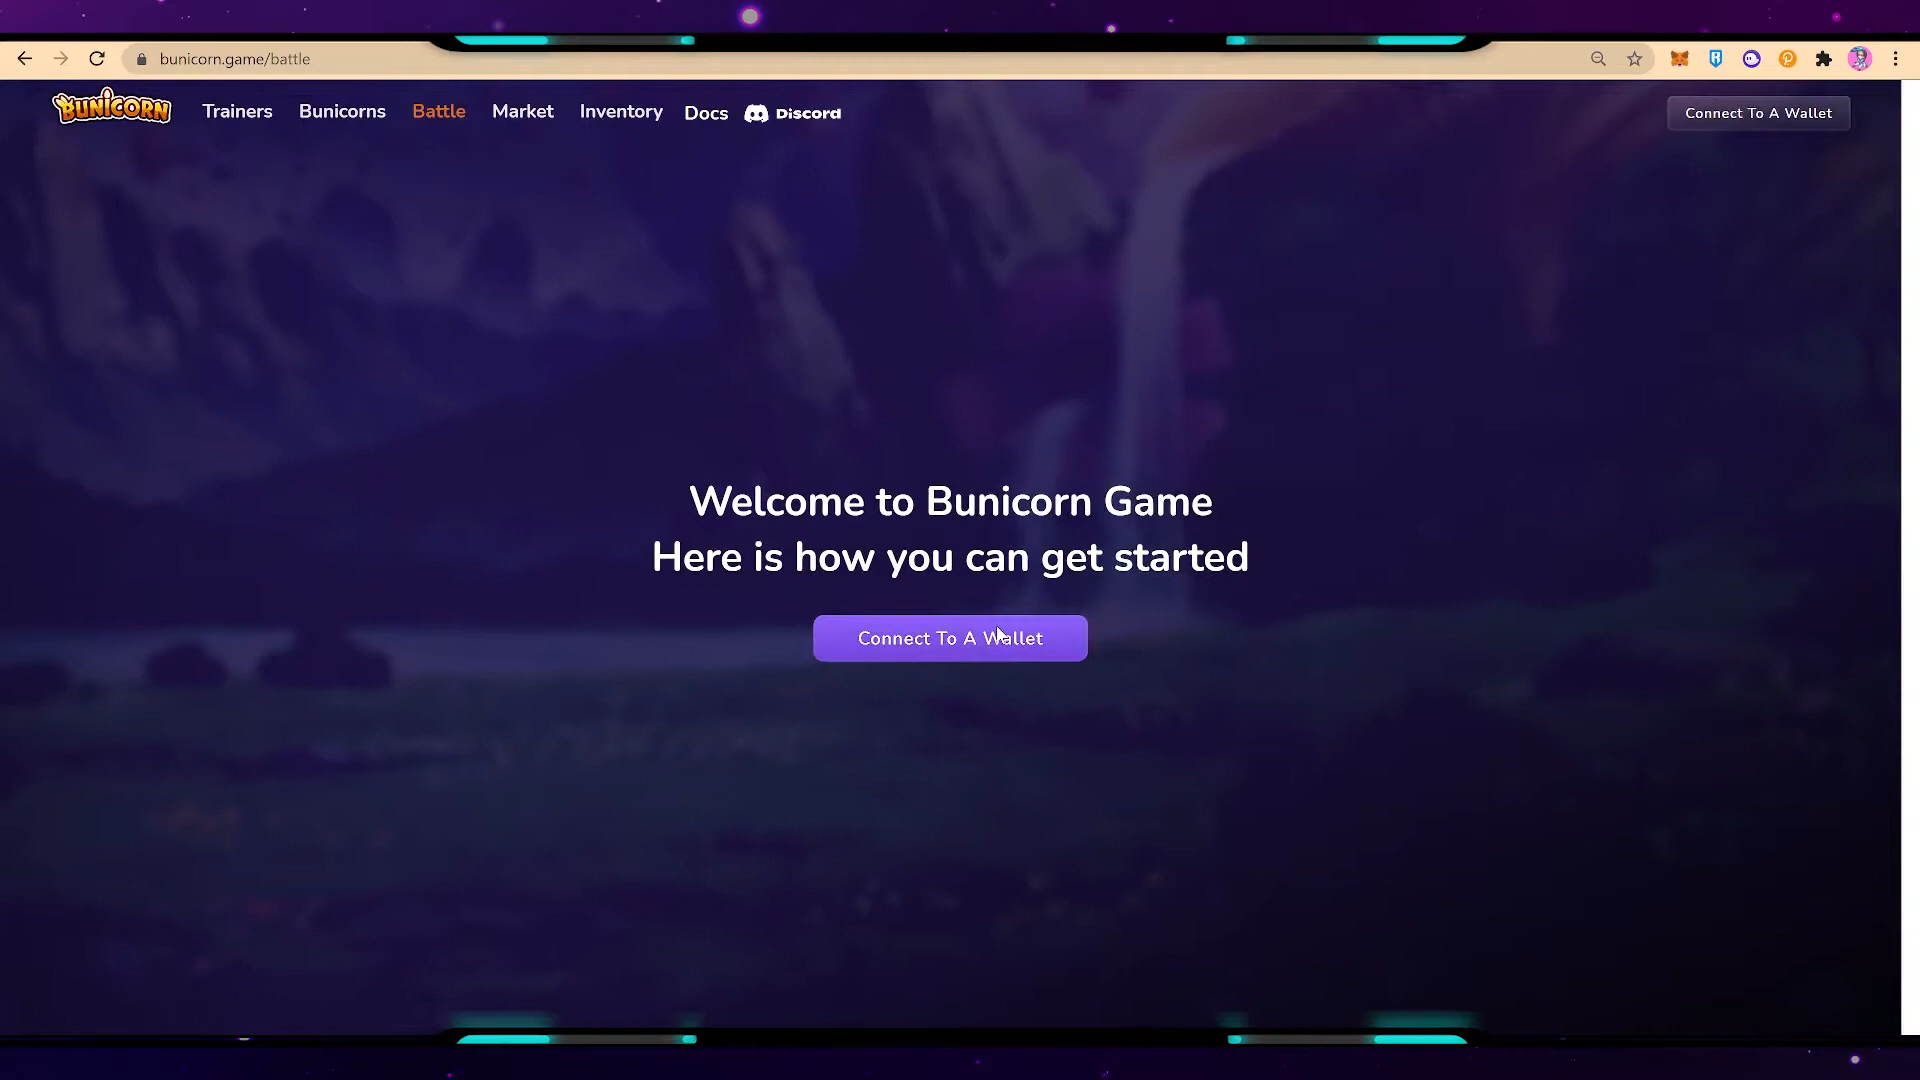 bunicorn.game/battle
BUNICORN
Trainers
Bunicorns
Battle
Market
Inventory
Docs
Discord
Connect To A Wallet
Welcome to Bunicorn Game
Here is how you can get started
Connect To A Wallet